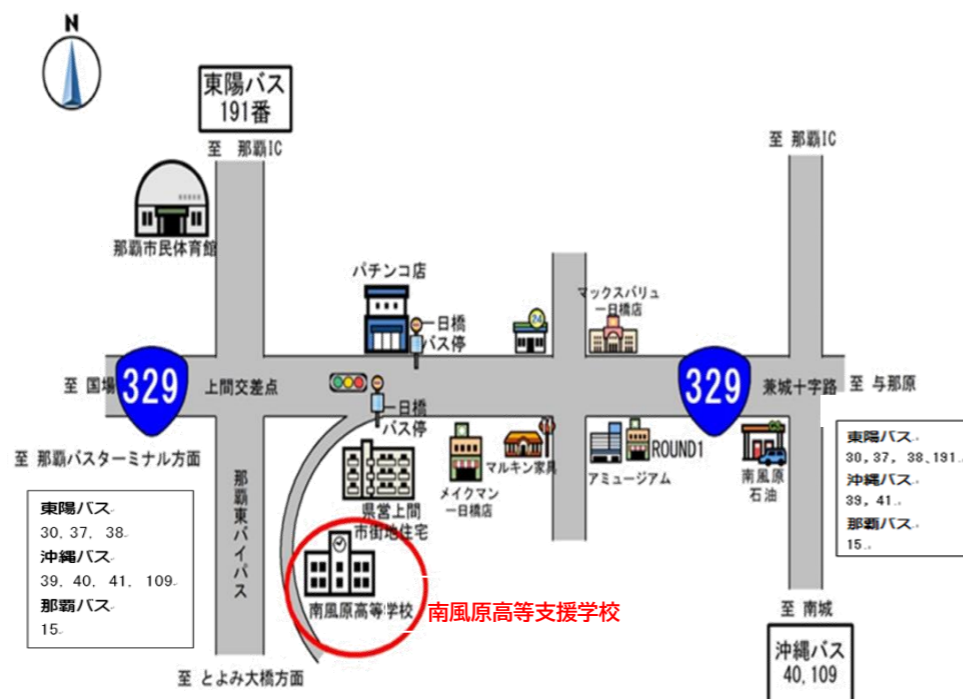 N
東陽バス
191番
至 那覇IC
至 那覇IC
那覇市民体育館
パチンコ店
マックスバリュ
一日橋店
24
一日橋
バス停
至 国場
329
上間交差点
329
兼城十字路
至 与那原
一日橋
バス停
至 那覇バスターミナル方面
東陽バス
30, 37, 38
沖縄バス
39, 40, 41, 109
那覇バス
15
那覇東バイパス
県営上間
市街地住宅
メイクマン
一日橋店
マルキン家具
アミュージアム
ROUND1
南風原
石油
東陽バス
30, 37, 38、191
沖縄バス
39, 41
那覇バス
15
南風原高等学校
南風原高等支援学校
至 とよみ大橋方面
至 南城
沖縄バス
40, 109